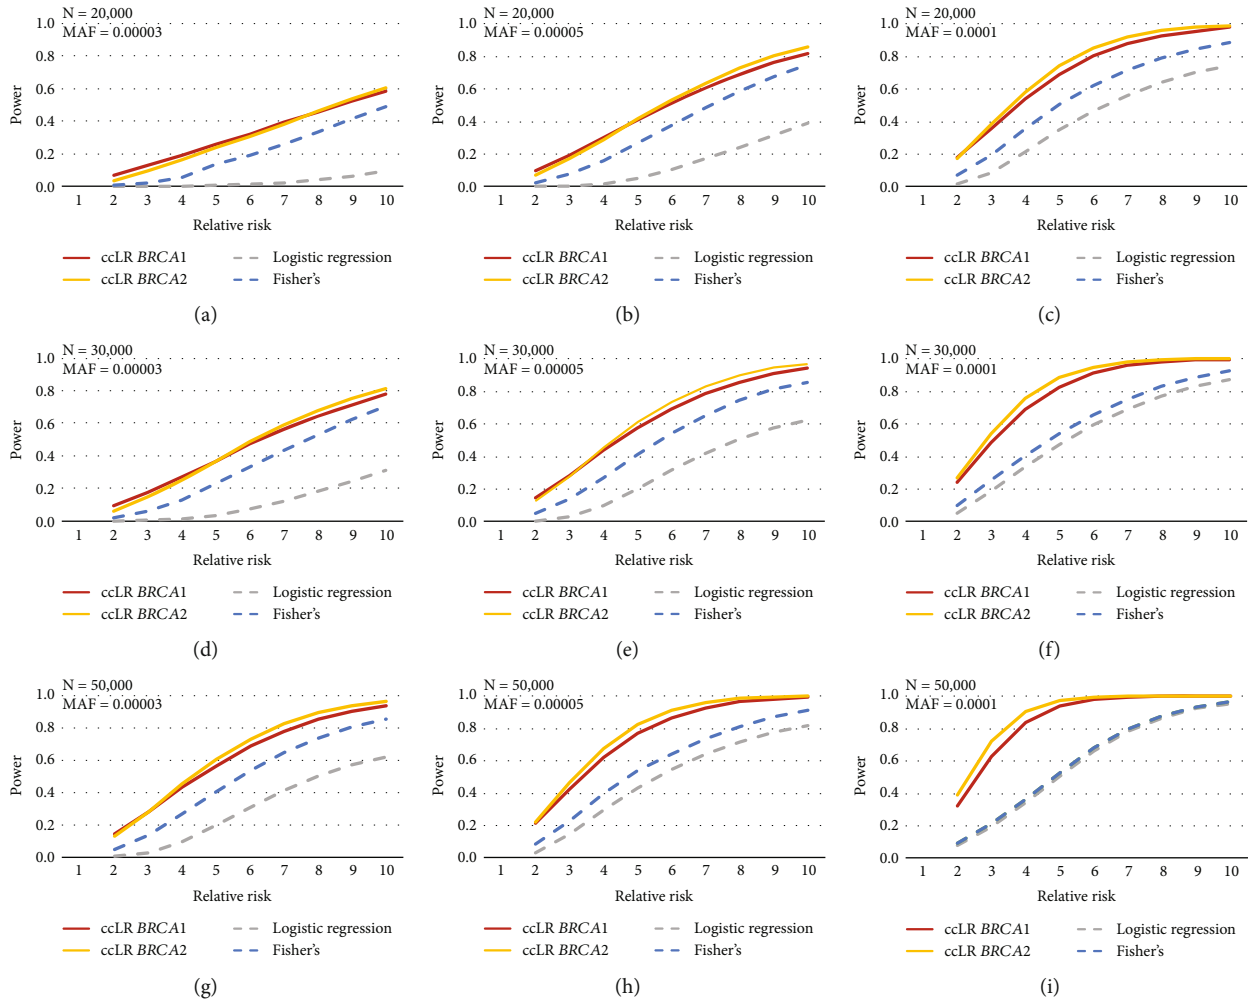 N = 20,000
MAF = 0.00003
Power
1.0
0.8
0.6
0.4
0.2
0.0
1 2 3 4 5 6 7 8 9 10
Relative risk
ccLR BRCA1 Logistic regression
ccLR BRCA2 Fisher's
(a)
N = 20,000
MAF = 0.00005
Power
1.0
0.8
0.6
0.4
0.2
0.0
1 2 3 4 5 6 7 8 9 10
Relative risk
ccLR BRCA1 Logistic regression
ccLR BRCA2 Fisher's
(b)
N = 20,000
MAF = 0.0001
Power
1.0
0.8
0.6
0.4
0.2
0.0
1 2 3 4 5 6 7 8 9 10
Relative risk
ccLR BRCA1 Logistic regression
ccLR BRCA2 Fisher's
(c)
N = 30,000
MAF = 0.00003
Power
1.0
0.8
0.6
0.4
0.2
0.0
1 2 3 4 5 6 7 8 9 10
Relative risk
ccLR BRCA1 Logistic regression
ccLR BRCA2 Fisher's
(d)
N = 30,000
MAF = 0.00005
Power
1.0
0.8
0.6
0.4
0.2
0.0
1 2 3 4 5 6 7 8 9 10
Relative risk
ccLR BRCA1 Logistic regression
ccLR BRCA2 Fisher's
(e)
N = 30,000
MAF = 0.0001
Power
1.0
0.8
0.6
0.4
0.2
0.0
1 2 3 4 5 6 7 8 9 10
Relative risk
ccLR BRCA1 Logistic regression
ccLR BRCA2 Fisher's
(f)
N = 50,000
MAF = 0.00003
Power
1.0
0.8
0.6
0.4
0.2
0.0
1 2 3 4 5 6 7 8 9 10
Relative risk
ccLR BRCA1 Logistic regression
ccLR BRCA2 Fisher's
(g)
N = 50,000
MAF = 0.00005
Power
1.0
0.8
0.6
0.4
0.2
0.0
1 2 3 4 5 6 7 8 9 10
Relative risk
ccLR BRCA1 Logistic regression
ccLR BRCA2 Fisher's
(h)
N = 50,000
MAF = 0.0001
Power
1.0
0.8
0.6
0.4
0.2
0.0
1 2 3 4 5 6 7 8 9 10
Relative risk
ccLR BRCA1 Logistic regression
ccLR BRCA2 Fisher's
(i)